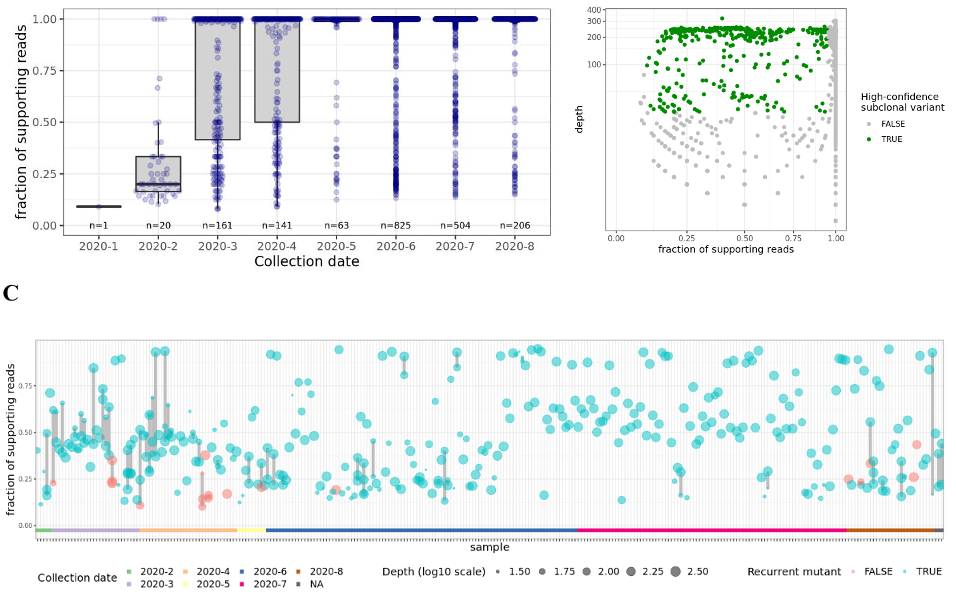 fraction of supporting reads
1.00
0.75
0.50
0.25
0.00
n=1 n=20 n=161 n=141 n=63 n=825 n=504 n=206
2020-1 2020-2 2020-3 2020-4 2020-5 2020-6 2020-7 2020-8
Collection date
depth
400
300
200
100
0.00 0.25 0.50 0.75 1.00
fraction of supporting reads
High-confidence
subclonal variant
FALSE
TRUE
C
fraction of supporting reads
0.75
0.50
0.25
0.00
sample
Collection date 2020-2 2020-4 2020-6 2020-8
2020-3 2020-5 2020-7 NA
Depth (log10 scale) 1.50 1.75 2.00 2.25 2.50
Recurrent mutant FALSE TRUE